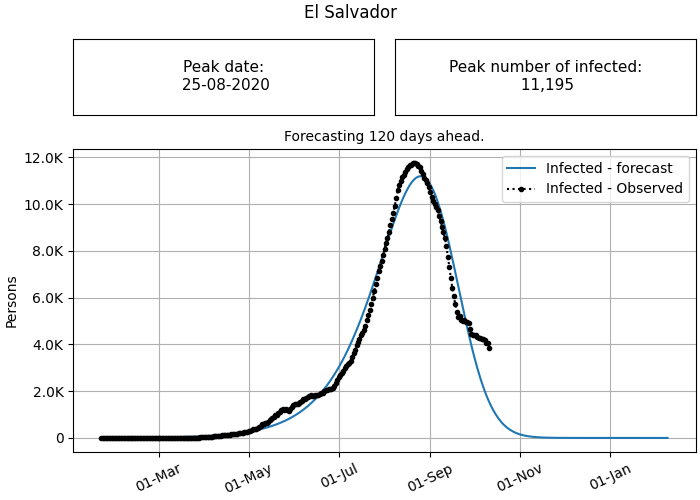 El Salvador
Peak date:
25-08-2020
Peak number of infected:
11,195
Forecasting 120 days ahead.
12.0K
10.0K
8.0K
6.0K
4.0K
2.0K
0
Persons
Infected - forecast
Infected - Observed
01-Mar
01-May
01-Jul
01-Sep
01-Nov
01-Jan